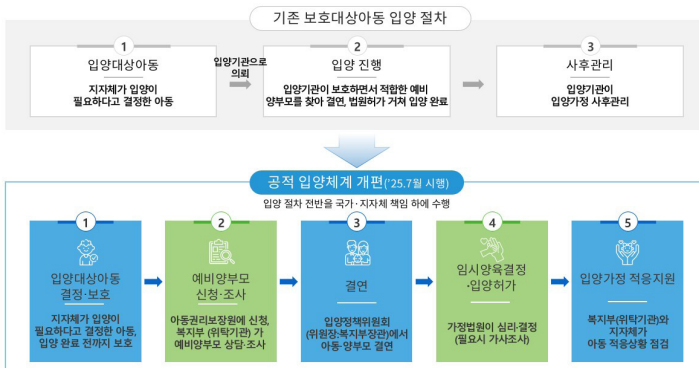 기존 보호대상아동 입양 절차
1
입양대상아동
지자체가 입양이
필요하다고 결정한 아동
입양기관으로
의뢰
2
입양 진행
입양기관이 보호하면서 적합한 예비
양부모를 찾아 결연, 법원허가 거쳐 입양 완료
3
사후관리
입양기관이
입양가정 사후관리
공적 입양체계 개편('25.7월 시행)
입양 절차 전반을 국가·지자체 책임 하에 수행
1
입양대상아동
결정·보호
지자체가 입양이
필요하다고 결정한 아동,
입양 완료 전까지 보호
2
예비양부모
신청·조사
아동권리보장원에 신청,
복지부 (위탁기관) 가
예비양부모 상담·조사
3
결연
입양정책위원회
(위원장:복지부장관)에서
아동·양부모 결연
4
임시양육결정
·입양허가
가정법원이 심리·결정
(필요시 가사조사)
5
입양가정 적응지원
복지부(위탁기관)와
지자체가
아동 적응상황 점검